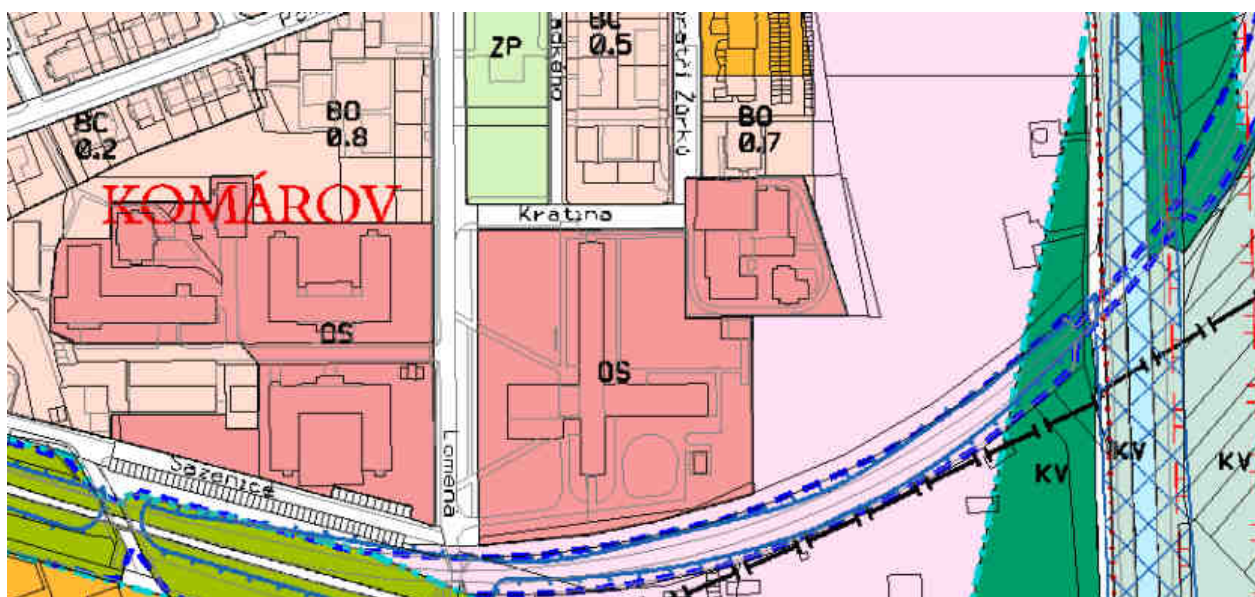 ZP
BC
0.5
BO
0.8
BC
0.2
BO
0.7
KOMÁROV
Kratina
OS
OS
Lomená
Sazenice
KV
KV
KV